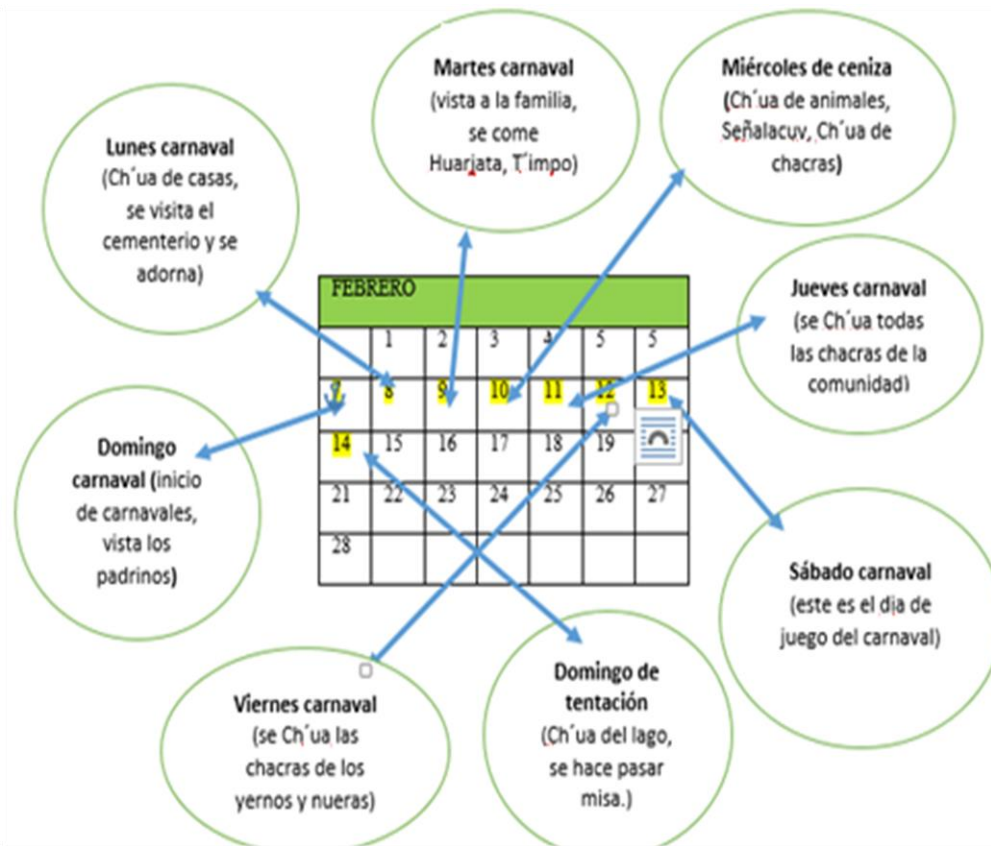 Martes carnaval
(vista a la familia,
se come
Huarjata, T´impo)
Miércoles de ceniza
(Ch´ua de animales,
Señalacuv, Ch´ua de
chacras)
Lunes carnaval
(Ch´ua de casas,
se visita el
cementerio y se
adorna)
Jueves carnaval
(se Ch´ua todas
las chacras de la
comunidad)
FEBRERO
1 2 3 4 5 5
7 8 9 10 11 12 13
14 15 16 17 18 19
21 22 23 24 25 26 27
28
Domingo
carnaval (inicio
de carnavales,
vista los
padrinos)
Sábado carnaval
(este es el dia de
juego del carnaval)
Viernes carnaval
(se Ch´ua las
chacras de los
yernos y nueras)
Domingo de
tentación
(Ch´ua del lago,
se hace pasar
misa.)